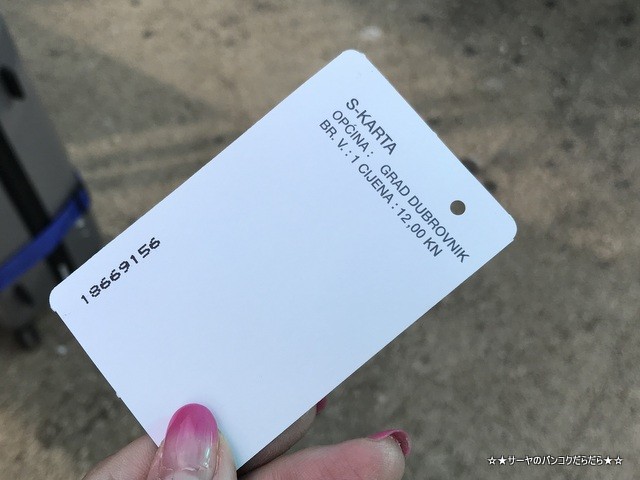 S-KARTA
OPĆINA : GRAD DUBROVNIK
BR. V. : 1 CIJENA : 12,00 KN
18669156
☆★サーヤのバンコクだらだら★☆